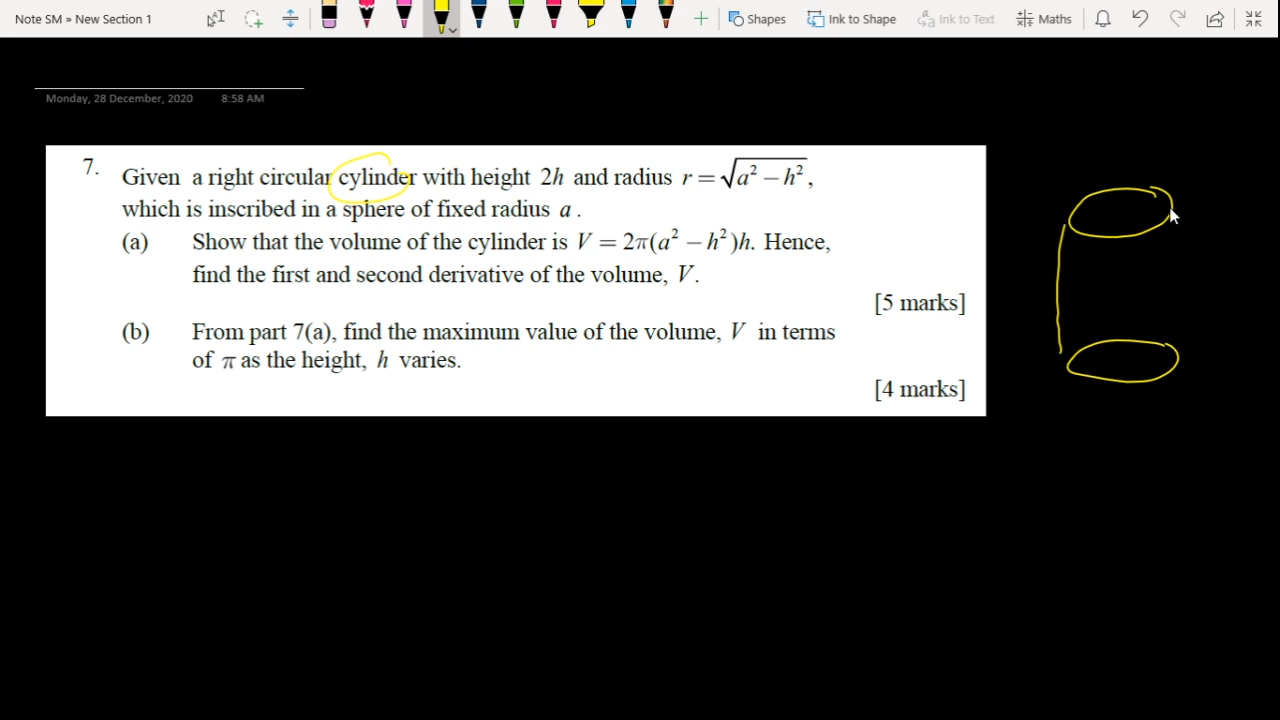 Note SM » New Section 1
Shapes
Ink to Shape
Ink to Text
Maths
Monday, 28 December, 2020 8:58 AM
7. Given a right circular cylinder with height 2h and radius r = √(a² – h²),
which is inscribed in a sphere of fixed radius a .
(a) Show that the volume of the cylinder is V = 2π(a² – h²)h. Hence,
find the first and second derivative of the volume, V.
[5 marks]
(b) From part 7(a), find the maximum value of the volume, V in terms
of π as the height, h varies.
[4 marks]